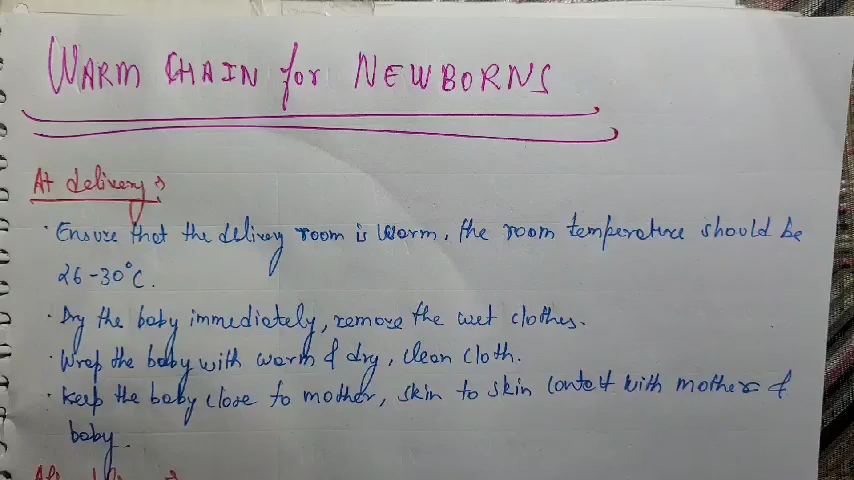 WARM CHAIN for NEWBORNS
At delivery :
· Ensure that the delivery room is warm, the room temperature should be
26-30°C.
· Dry the baby immediately, remove the wet clothes.
· Wrap the baby with warm & dry, clean cloth.
· Keep the baby close to mother, skin to skin contact with mother &
baby.